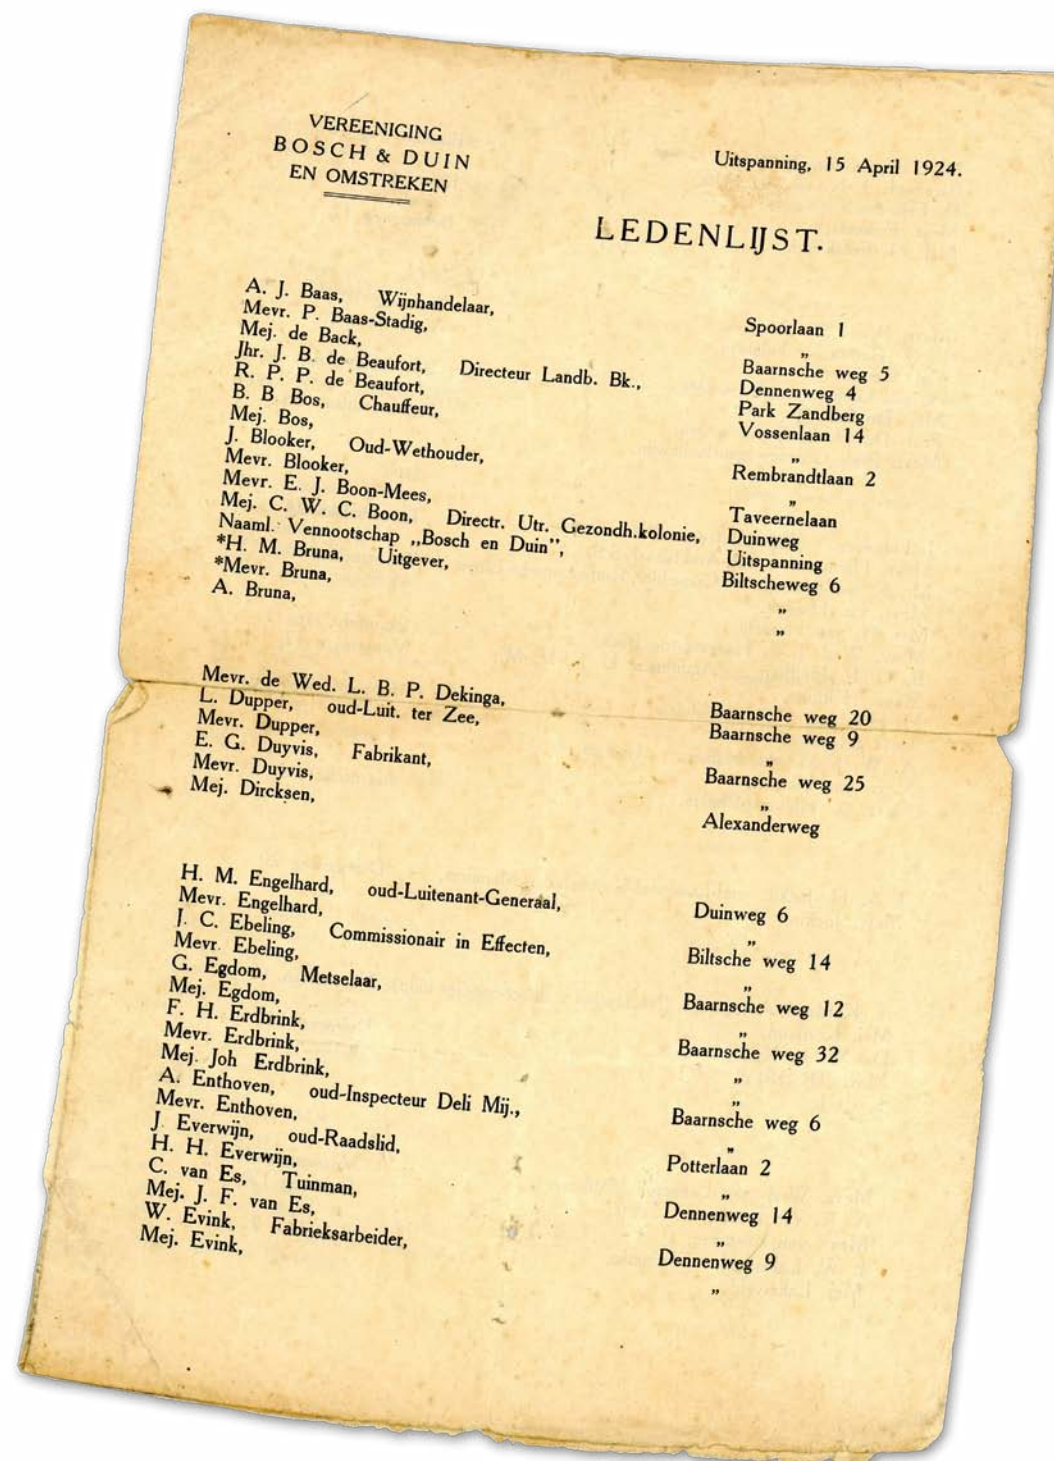 VEREENIGING
BOSCH & DUIN
EN OMSTREKEN
Uitspanning, 15 April 1924.
LEDENLIJST.
A. J. Baas, Wijnhandelaar, Spoorlaan 1
Mevr. P. Baas-Stadig, „
Mej. de Back, Baarnsche weg 5
Jhr. J. B. de Beaufort, Directeur Landb. Bk., Dennenweg 4
R. P. P. de Beaufort, Park Zandberg
B. B Bos, Chauffeur, Vossenlaan 14
Mej. Bos, „
J. Blooker, Oud-Wethouder, Rembrandtlaan 2
Mevr. Blooker, „
Mevr. E. J. Boon-Mees, Taveernelaan
Mej. C. W. C. Boon, Directr. Utr. Gezondh.kolonie, Duinweg
Naaml. Vennootschap „Bosch en Duin”, Uitspanning
*H. M. Bruna, Uitgever, Biltscheweg 6
*Mevr. Bruna, „
A. Bruna, „
Mevr. de Wed. L. B. P. Dekinga, Baarnsche weg 20
L. Dupper, oud-Luit. ter Zee, Baarnsche weg 9
Mevr. Dupper, „
E. G. Duyvis, Fabrikant, Baarnsche weg 25
Mevr. Duyvis, „
Mej. Dircksen, Alexanderweg
H. M. Engelhard, oud-Luitenant-Generaal, Duinweg 6
Mevr. Engelhard, „
J. C. Ebeling, Commissionair in Effecten, Biltsche weg 14
Mevr. Ebeling, „
G. Egdom, Metselaar, Baarnsche weg 12
Mej. Egdom, „
F. H. Erdbrink, Baarnsche weg 32
Mevr. Erdbrink, „
Mej. Joh Erdbrink, „
A. Enthoven, oud-Inspecteur Deli Mij., Baarnsche weg 6
Mevr. Enthoven, „
J. Everwijn, oud-Raadslid, Potterlaan 2
H. H. Everwijn, „
C. van Es, Tuinman, Dennenweg 14
Mej. J. F. van Es, „
W. Evink, Fabrieksarbeider, Dennenweg 9
Mej. Evink, „